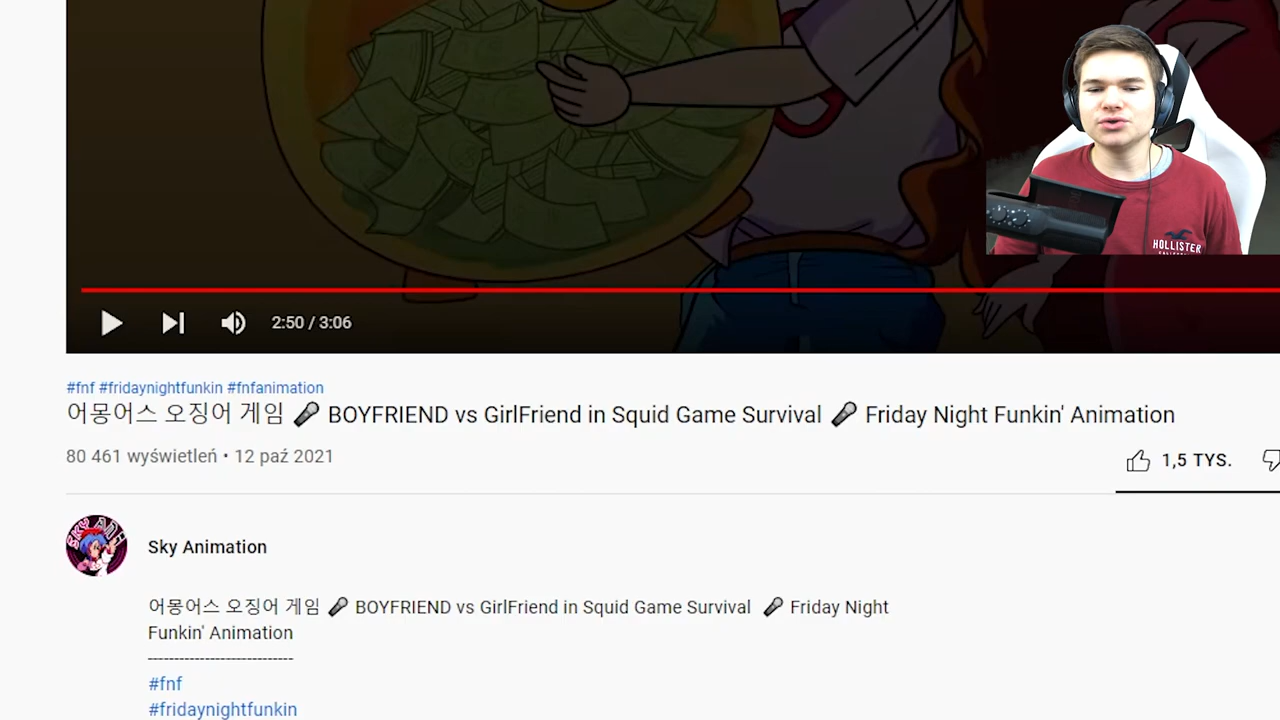 HOLLISTER
2:50 / 3:06
#fnf #fridaynightfunkin #fnfanimation
어몽어스 오징어 게임 🎤 BOYFRIEND vs GirlFriend in Squid Game Survival 🎤 Friday Night Funkin' Animation
80 461 wyświetleń • 12 paź 2021
1,5 TYS.
Sky Animation
어몽어스 오징어 게임 🎤 BOYFRIEND vs GirlFriend in Squid Game Survival 🎤 Friday Night
Funkin' Animation
----------------------------
#fnf
#fridaynightfunkin